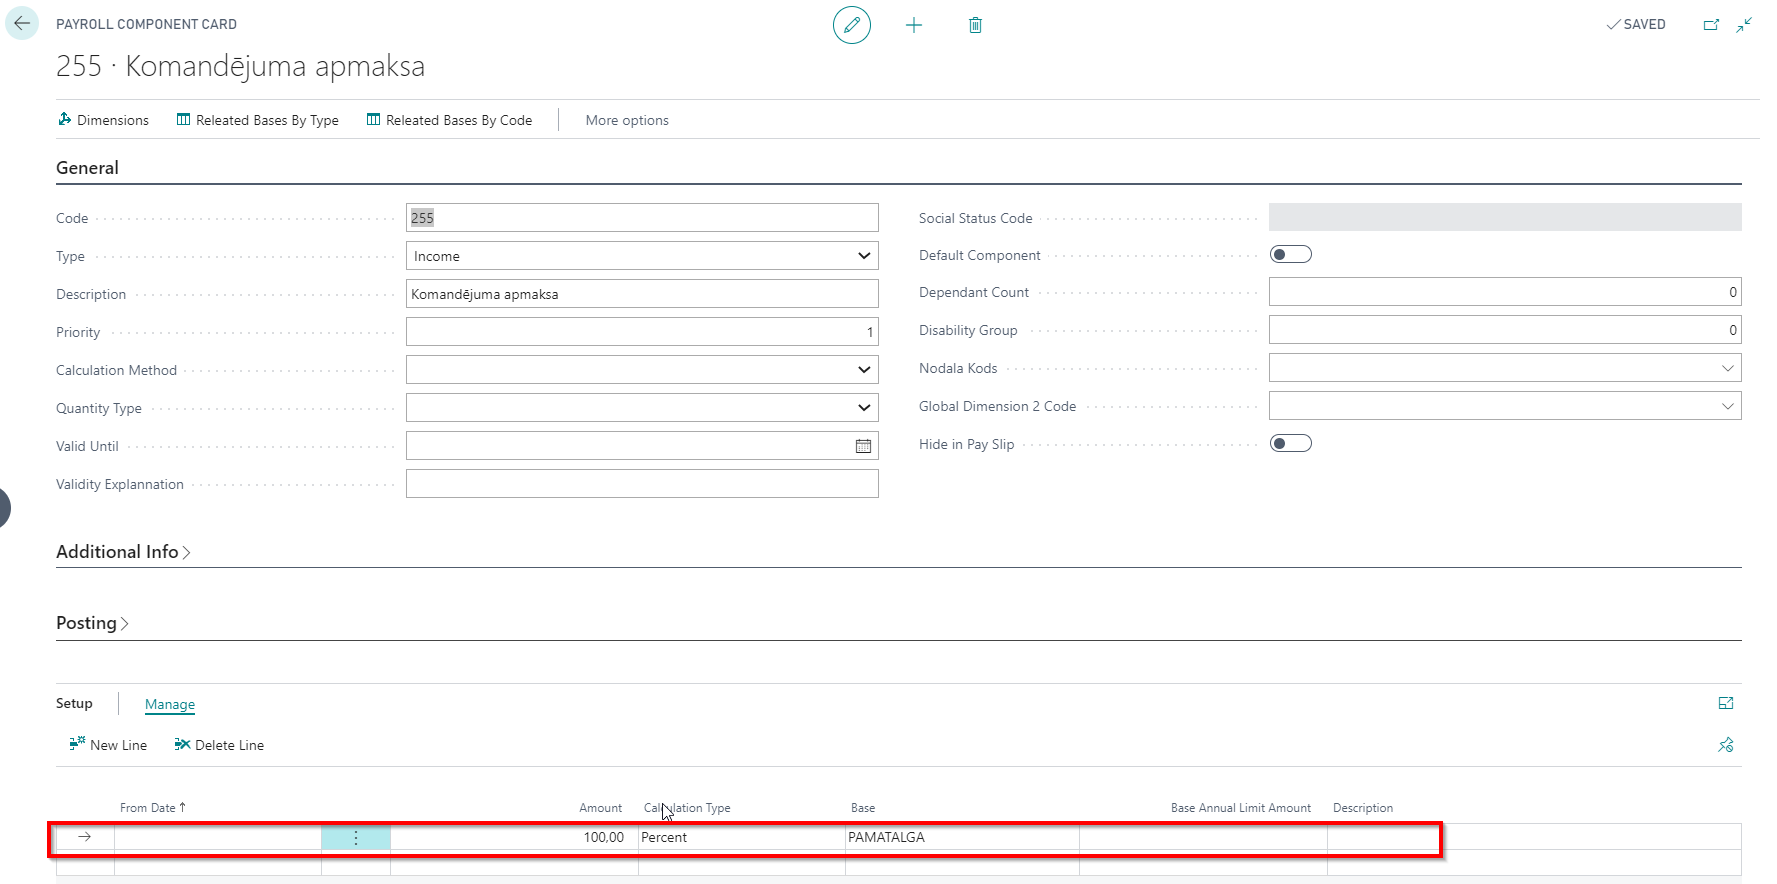 PAYROLL COMPONENT CARD
SAVED
255 · Komandējuma apmaksa
Dimensions
Releated Bases By Type
Releated Bases By Code
More options
General
Code
255
Type
Income
Description
Komandējuma apmaksa
Priority
1
Calculation Method
Quantity Type
Valid Until
Validity Explannation
Social Status Code
Default Component
Dependant Count
0
Disability Group
0
Nodala Kods
Global Dimension 2 Code
Hide in Pay Slip
Additional Info
Posting
Setup
Manage
New Line
Delete Line
From Date Amount Calculation Type Base Base Annual Limit Amount Description
100,00 Percent PAMATALGA